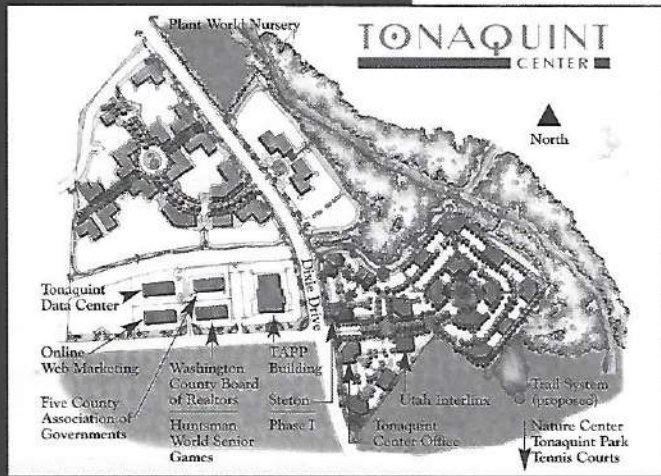 Plant World Nursery
TONAQUINT
CENTER
North
Dixie Drive
Tonaquint
Data Center
Online
Web Marketing
Five County
Association of
Governments
Washington
County Board
of Realtors
Huntsman
World Senior
Games
TAPP
Building
Steton
Phase I
Utah Interlinx
Tonaquint
Center Office
Trail System
(proposed)
Nature Center
Tonaquint Park
Tennis Courts